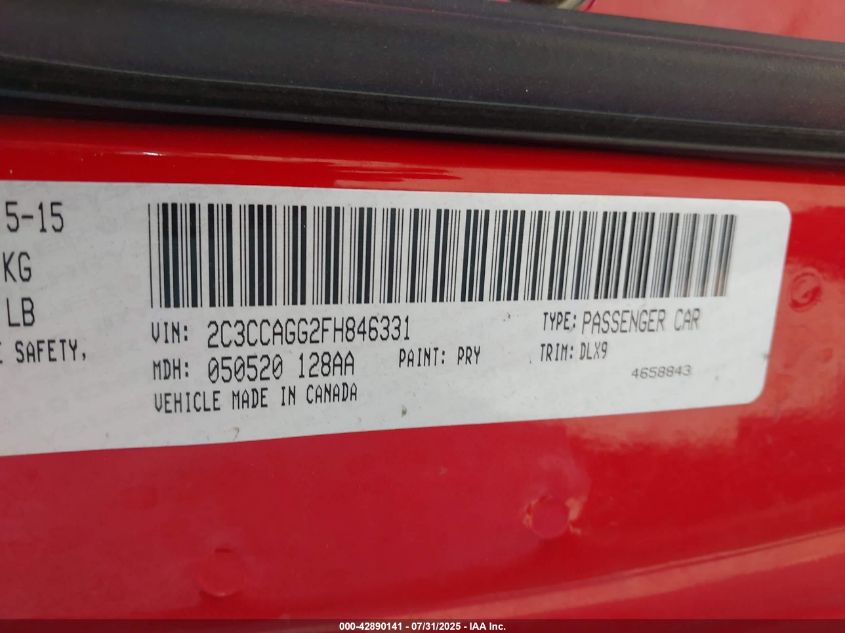 5-15
KG
LB
E SAFETY,
VIN: 2C3CCAGG2FH846331
TYPE: PASSENGER CAR
MDH: 050520 128AA
PAINT: PRY
TRIM: DLX9
4658843
VEHICLE MADE IN CANADA
000-42890141 - 07/31/2025 - IAA Inc.